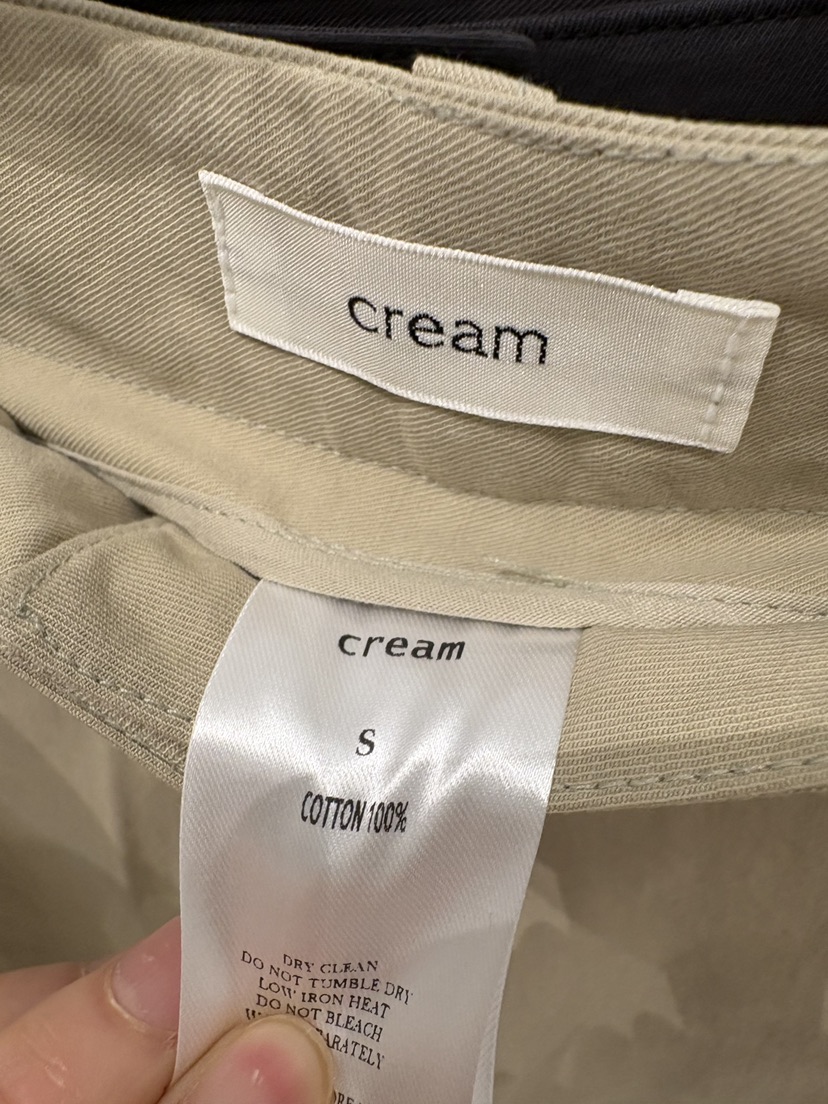 cream
cream
S
COTTON 100%
DRY CLEAN
DO NOT TUMBLE DRY
LOW IRON HEAT
DO NOT BLEACH